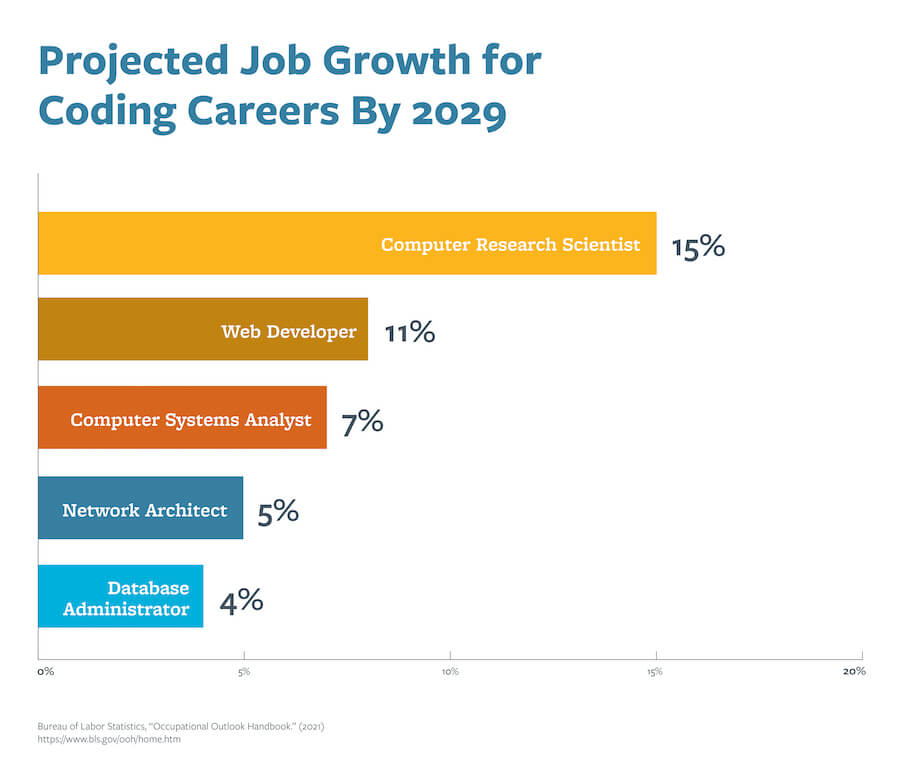 Projected Job Growth for
Coding Careers By 2029
Computer Research Scientist 15%
Web Developer 11%
Computer Systems Analyst 7%
Network Architect 5%
Database
Administrator 4%
0% 5% 10% 15% 20%
Bureau of Labor Statistics, “Occupational Outlook Handbook.” (2021)
https://www.bls.gov/ooh/home.htm